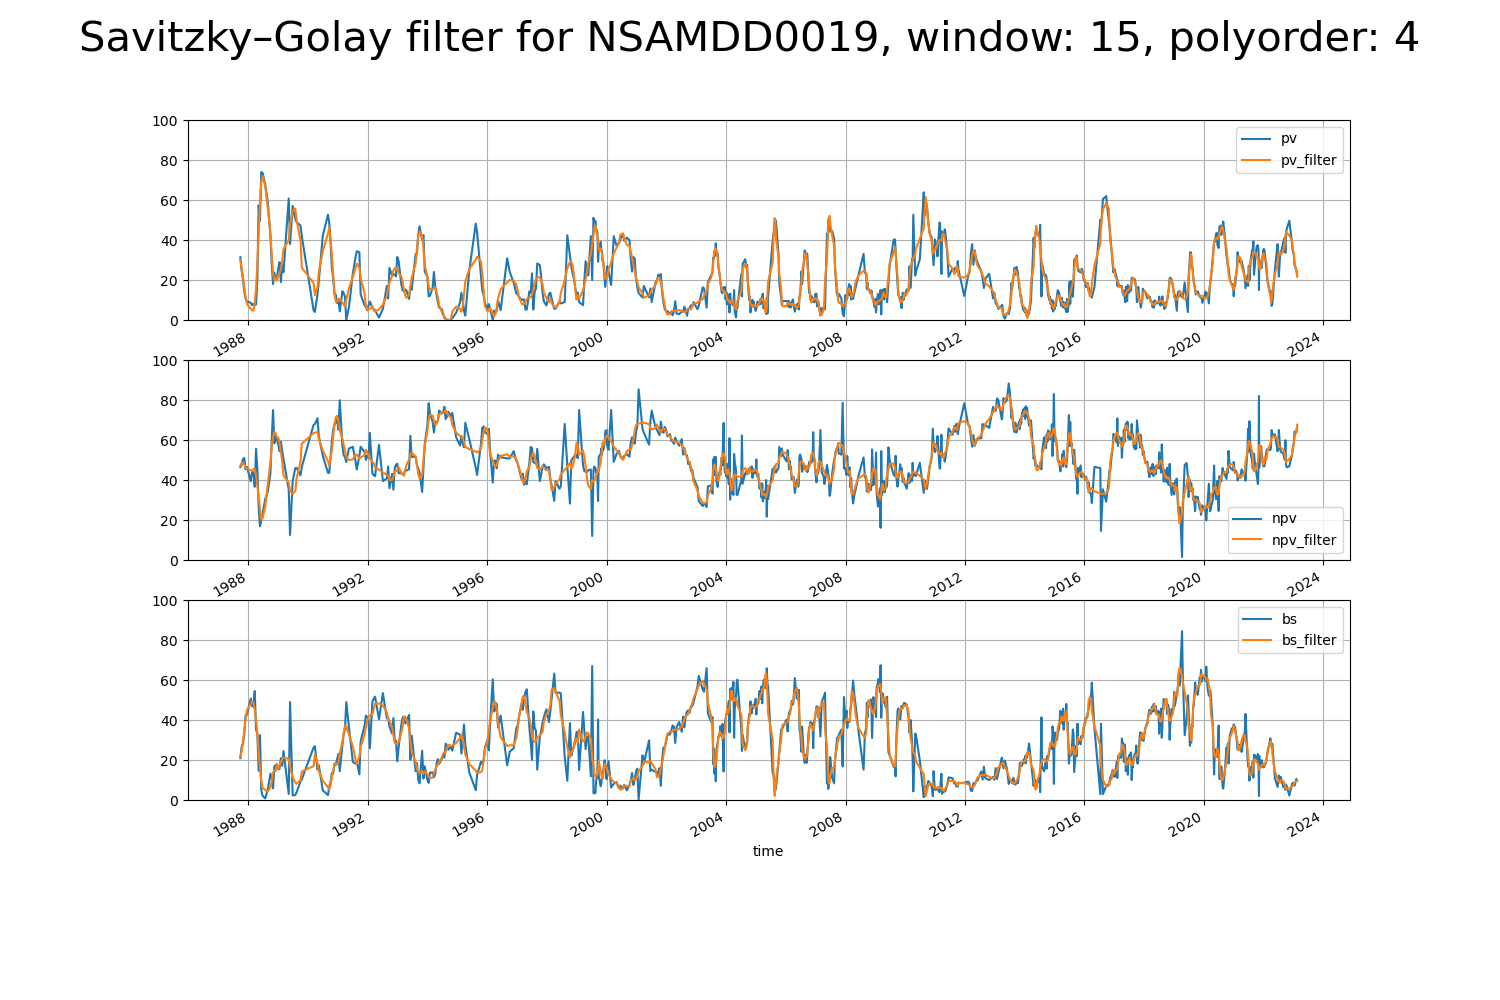 Savitzky–Golay filter for NSAMDD0019, window: 15, polyorder: 4
100
80
60
40
20
0
pv
pv_filter
1988 1992 1996 2000 2004 2008 2012 2016 2020 2024
100
80
60
40
20
0
npv
npv_filter
1988 1992 1996 2000 2004 2008 2012 2016 2020 2024
100
80
60
40
20
0
bs
bs_filter
1988 1992 1996 2000 2004 2008 2012 2016 2020 2024
time